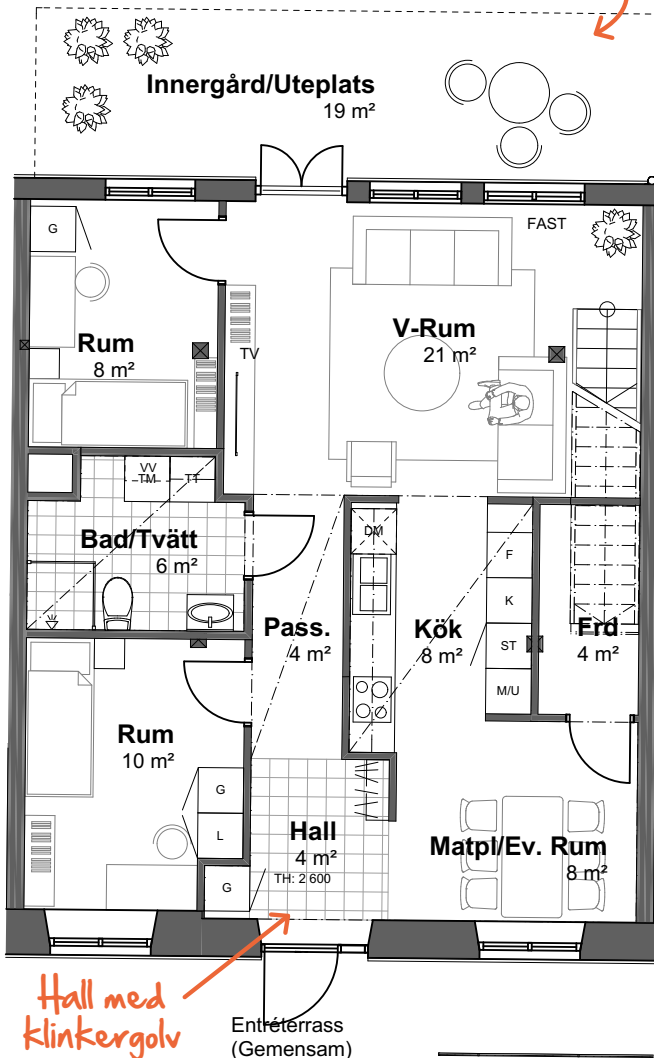 Innergård/Uteplats
19 m²
G
FAST
Rum
8 m²
TV
V-Rum
21 m²
VV
TM
TT
DM
Bad/Tvätt
6 m²
F
K
Pass.
4 m²
Kök
8 m²
ST
Frd
4 m²
M/U
Rum
10 m²
G
L
G
Hall
4 m²
TH: 2 600
Matpl/Ev. Rum
8 m²
Hall med
klinkergolv
Entréterrass
(Gemensam)